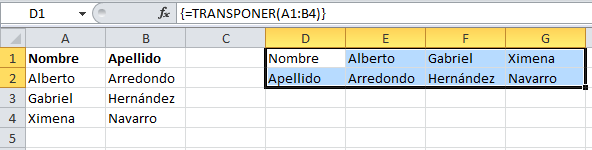 D1 fx {=TRANSPONER(A1:B4)}
A B C D E F G
1 Nombre Apellido Nombre Alberto Gabriel Ximena
2 Alberto Arredondo Apellido Arredondo Hernández Navarro
3 Gabriel Hernández
4 Ximena Navarro
5